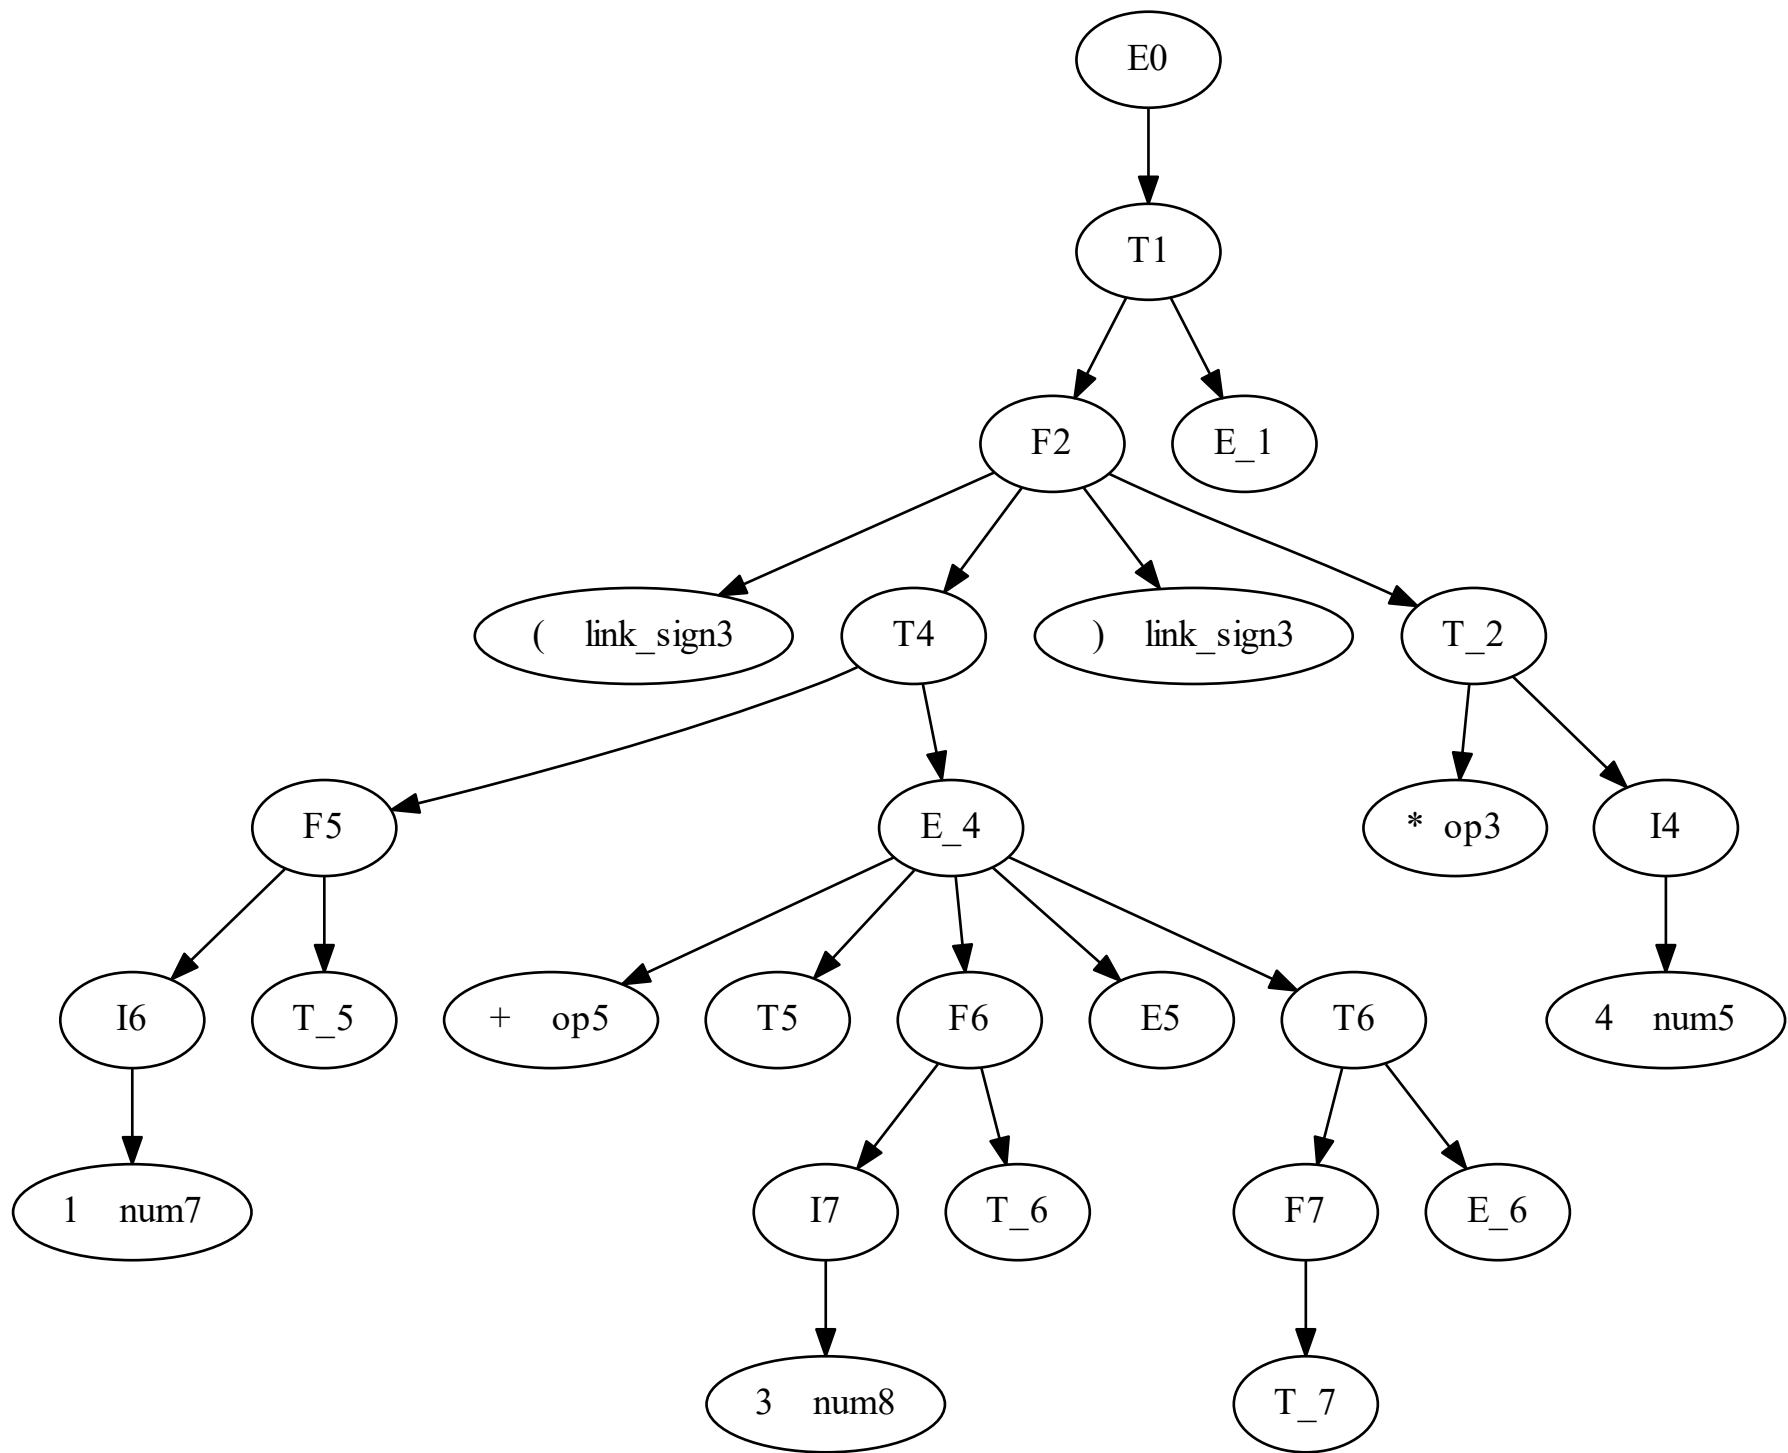 E0
T1
F2
E_1
( link_sign3
T4
) link_sign3
T_2
F5
E_4
* op3
I4
I6
T_5
+ op5
T5
F6
E5
T6
4 num5
1 num7
I7
T_6
F7
E_6
3 num8
T_7